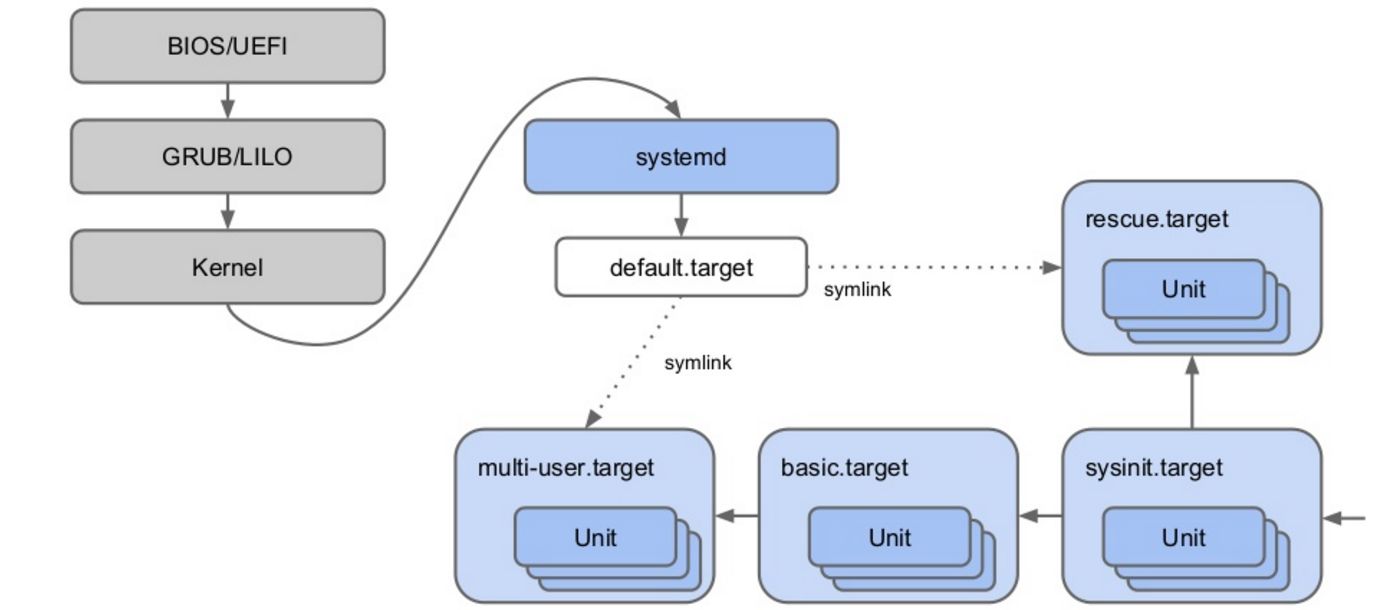 BIOS/UEFI
GRUB/LILO
Kernel
systemd
default.target
symlink
symlink
rescue.target
Unit
multi-user.target
Unit
basic.target
Unit
sysinit.target
Unit